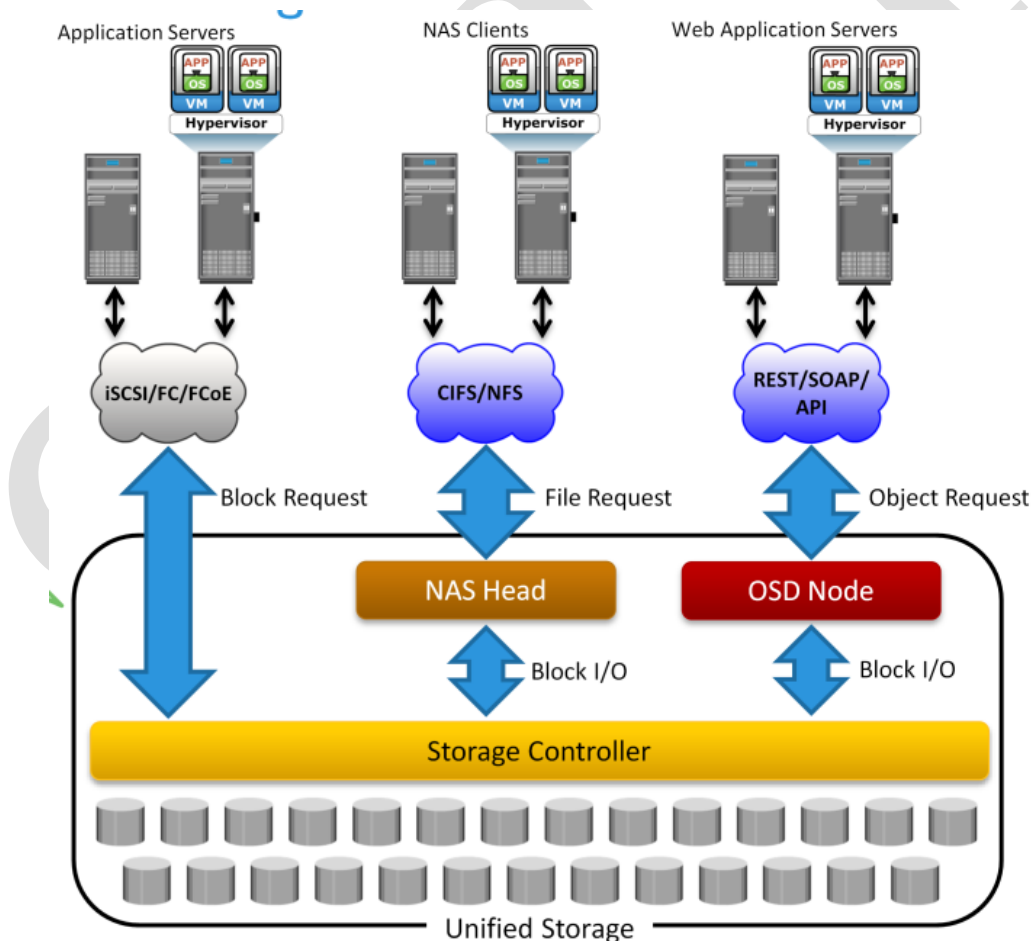 Application Servers
NAS Clients
Web Application Servers
APP APP
OS OS
VM VM
Hypervisor
APP APP
OS OS
VM VM
Hypervisor
APP APP
OS OS
VM VM
Hypervisor
iSCSI/FC/FCoE
CIFS/NFS
REST/SOAP/
API
Block Request
File Request
Object Request
NAS Head
OSD Node
Block I/O
Block I/O
Storage Controller
Unified Storage